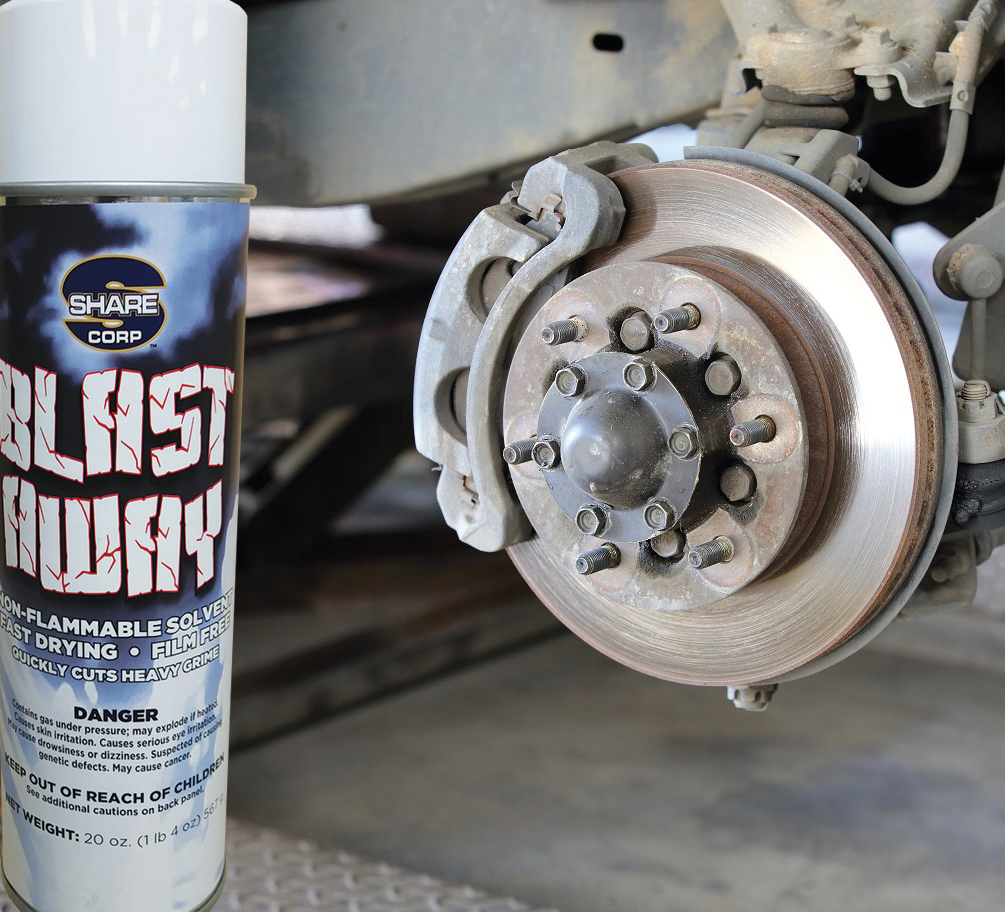 SHARE
CORP
™
BLAST
AWAY
NON-FLAMMABLE SOLVENT
FAST DRYING • FILM FREE
QUICKLY CUTS HEAVY GRIME
DANGER
Contains gas under pressure; may explode if heated.
Causes skin irritation. Causes serious eye irritation.
May cause drowsiness or dizziness. Suspected of causing
genetic defects. May cause cancer.
KEEP OUT OF REACH OF CHILDREN
See additional cautions on back panel.
NET WEIGHT: 20 oz. (1 lb 4 oz) 567 g